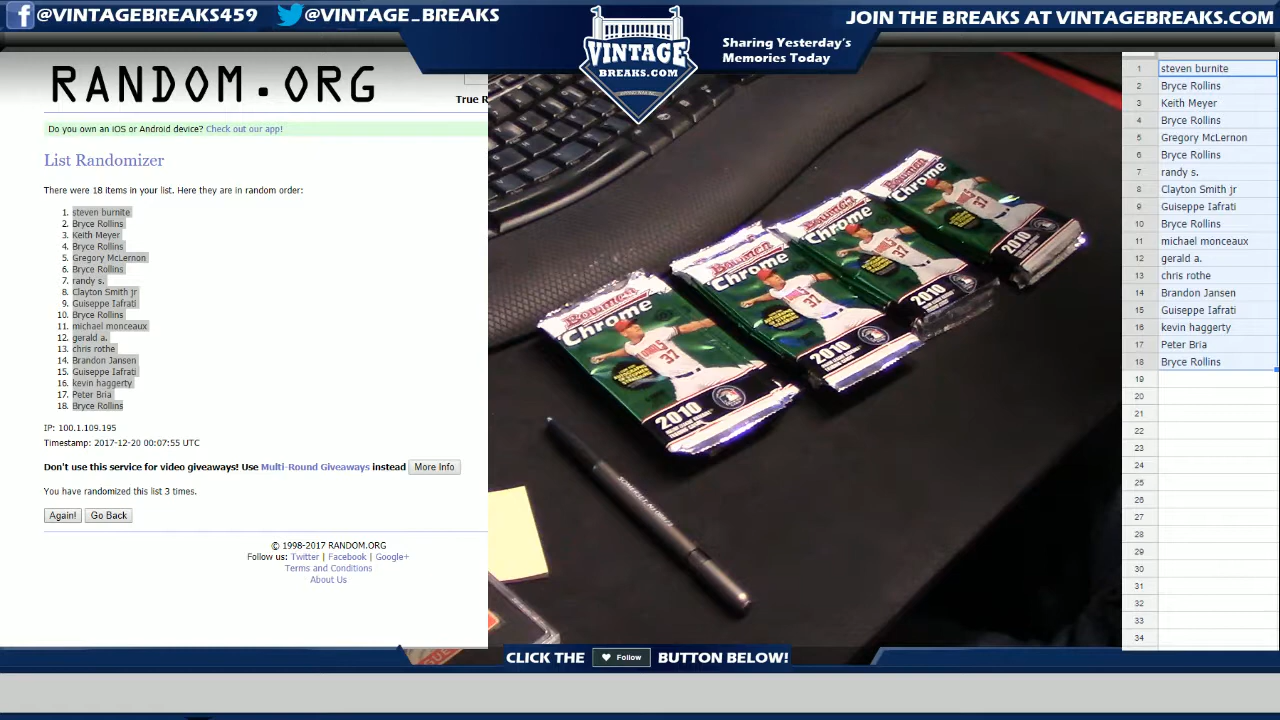 @VINTAGEBREAKS459
@VINTAGE_BREAKS
VINTAGE
BREAKS.COM
Sharing Yesterday's
Memories Today
JOIN THE BREAKS AT VINTAGEBREAKS.COM
RANDOM.ORG
True R
Do you own an iOS or Android device? Check out our app!
List Randomizer
There were 18 items in your list. Here they are in random order:
1. steven burnite
2. Bryce Rollins
3. Keith Meyer
4. Bryce Rollins
5. Gregory McLernon
6. Bryce Rollins
7. randy s.
8. Clayton Smith jr
9. Guiseppe Iafrati
10. Bryce Rollins
11. michael monceaux
12. gerald a.
13. chris rothe
14. Brandon Jansen
15. Guiseppe Iafrati
16. kevin haggerty
17. Peter Bria
18. Bryce Rollins
IP: 100.1.109.195
Timestamp: 2017-12-20 00:07:55 UTC
Don't use this service for video giveaways! Use Multi-Round Giveaways instead More Info
You have randomized this list 3 times.
Again! Go Back
© 1998-2017 RANDOM.ORG
Follow us: Twitter | Facebook | Google+
Terms and Conditions
About Us
Bowman
Chrome
37
2010
Bowman
Chrome
37
2010
Bowman
Chrome
37
2010
Bowman
Chrome
37
2010
1 steven burnite
2 Bryce Rollins
3 Keith Meyer
4 Bryce Rollins
5 Gregory McLernon
6 Bryce Rollins
7 randy s.
8 Clayton Smith jr
9 Guiseppe Iafrati
10 Bryce Rollins
11 michael monceaux
12 gerald a.
13 chris rothe
14 Brandon Jansen
15 Guiseppe Iafrati
16 kevin haggerty
17 Peter Bria
18 Bryce Rollins
19
20
21
22
23
24
25
26
27
28
29
30
31
32
33
34
CLICK THE Follow BUTTON BELOW!